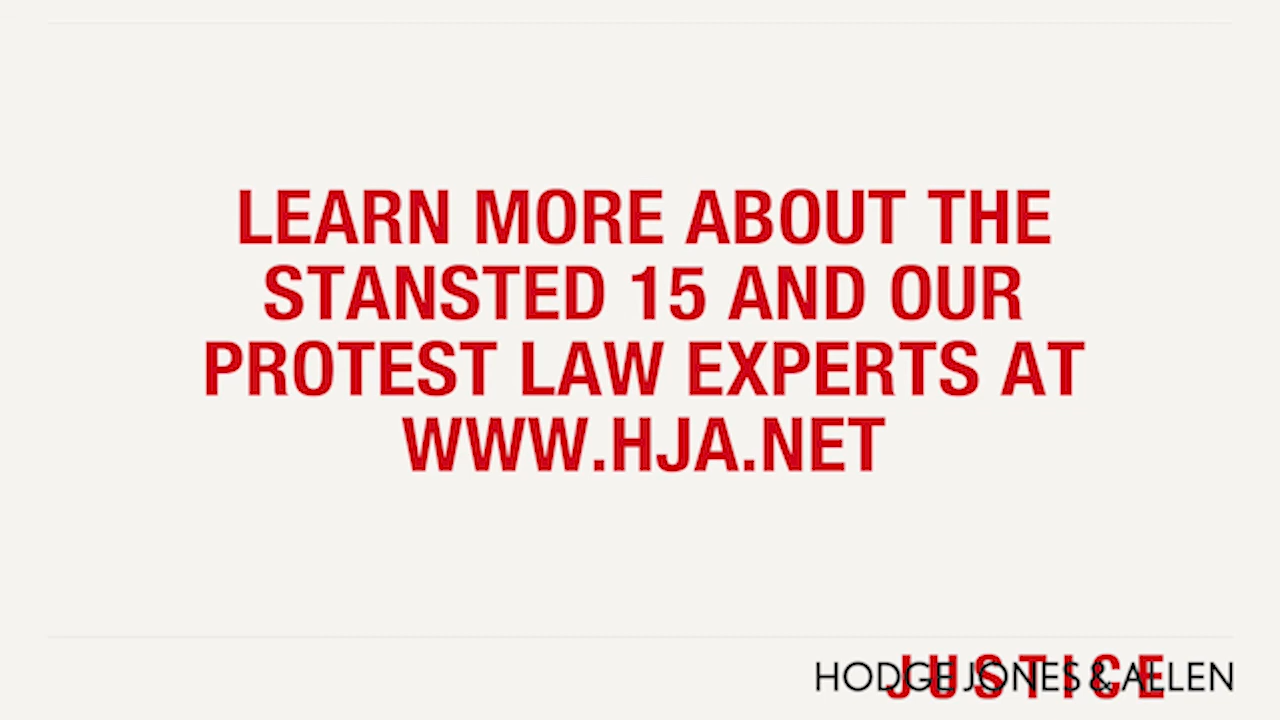 LEARN MORE ABOUT THE
STANSTED 15 AND OUR
PROTEST LAW EXPERTS AT
WWW.HJA.NET
JUSTICE
HODGE JONES & ALLEN